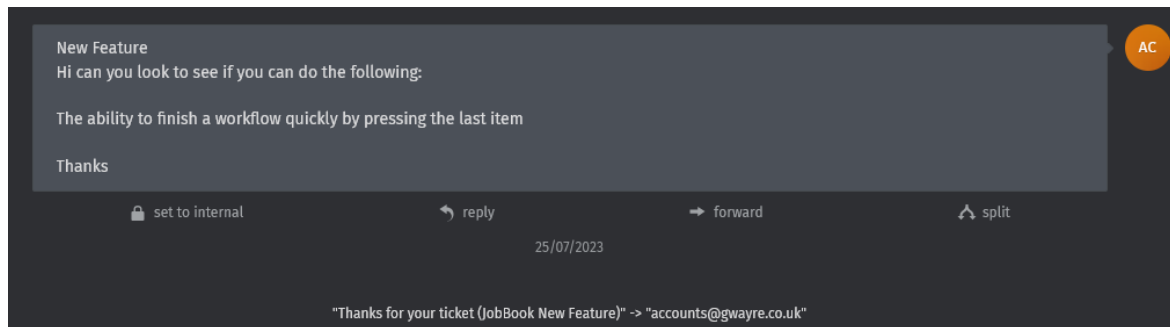 New Feature
AC
Hi can you look to see if you can do the following:
The ability to finish a workflow quickly by pressing the last item
Thanks
set to internal
reply
forward
split
25/07/2023
"Thanks for your ticket (JobBook New Feature)" -> "accounts@gwayre.co.uk"